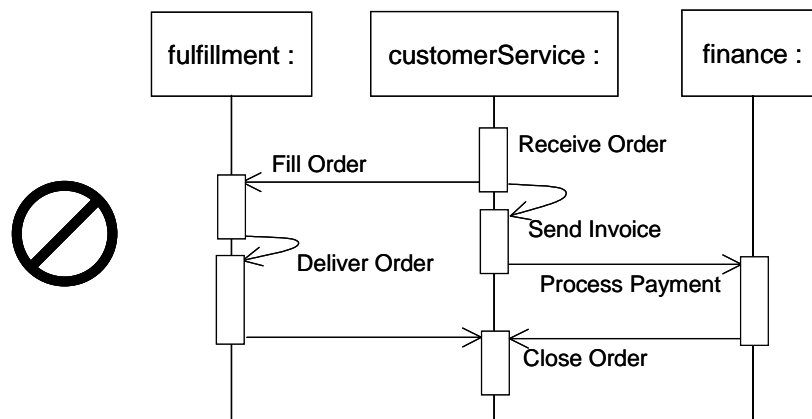 fulfillment :
customerService :
finance :
Receive Order
Fill Order
Send Invoice
Deliver Order
Process Payment
Close Order